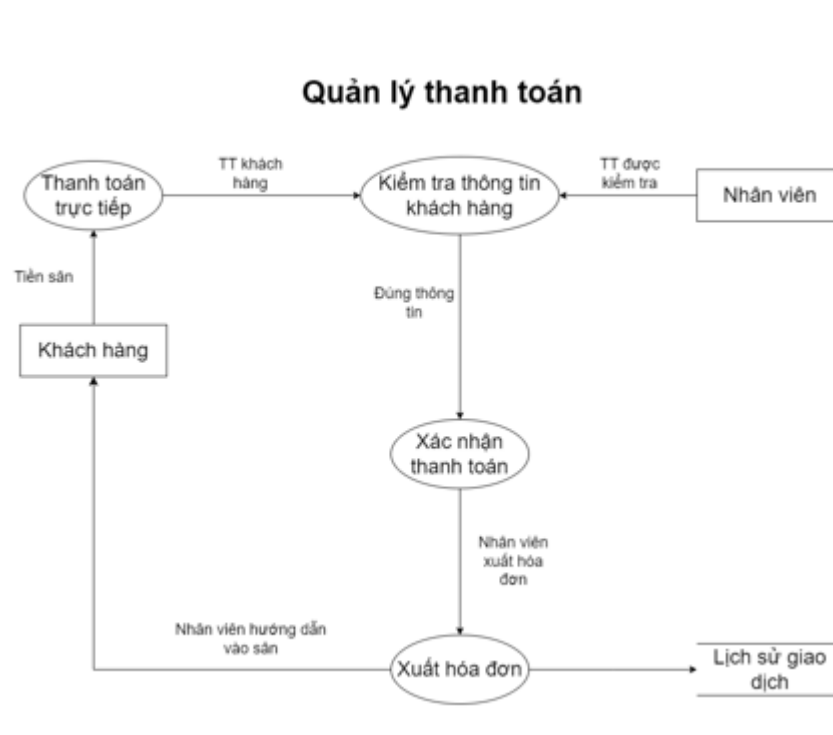 Quản lý thanh toán
TT khách
hàng
TT được
kiểm tra
Thanh toán
trực tiếp
Kiểm tra thông tin
khách hàng
Nhân viên
Tiền sân
Đúng thông
tin
Khách hàng
Xác nhận
thanh toán
Nhân viên
xuất hóa
đơn
Nhân viên hướng dẫn
vào sân
Xuất hóa đơn
Lịch sử giao
dịch